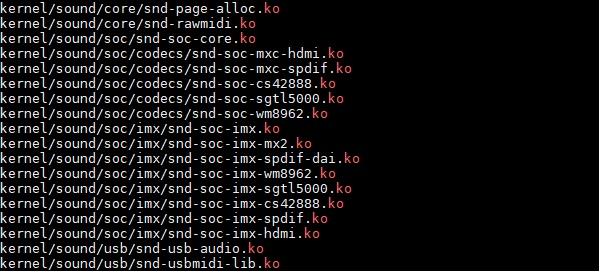 kernel/sound/core/snd-page-alloc.ko
kernel/sound/core/snd-rawmidi.ko
kernel/sound/soc/snd-soc-core.ko
kernel/sound/soc/codecs/snd-soc-mxc-hdmi.ko
kernel/sound/soc/codecs/snd-soc-mxc-spdif.ko
kernel/sound/soc/codecs/snd-soc-cs42888.ko
kernel/sound/soc/codecs/snd-soc-sgtl5000.ko
kernel/sound/soc/codecs/snd-soc-wm8962.ko
kernel/sound/soc/imx/snd-soc-imx.ko
kernel/sound/soc/imx/snd-soc-imx-mx2.ko
kernel/sound/soc/imx/snd-soc-imx-spdif-dai.ko
kernel/sound/soc/imx/snd-soc-imx-wm8962.ko
kernel/sound/soc/imx/snd-soc-imx-sgtl5000.ko
kernel/sound/soc/imx/snd-soc-imx-cs42888.ko
kernel/sound/soc/imx/snd-soc-imx-spdif.ko
kernel/sound/soc/imx/snd-soc-imx-hdmi.ko
kernel/sound/usb/snd-usb-audio.ko
kernel/sound/usb/snd-usbmidi-lib.ko